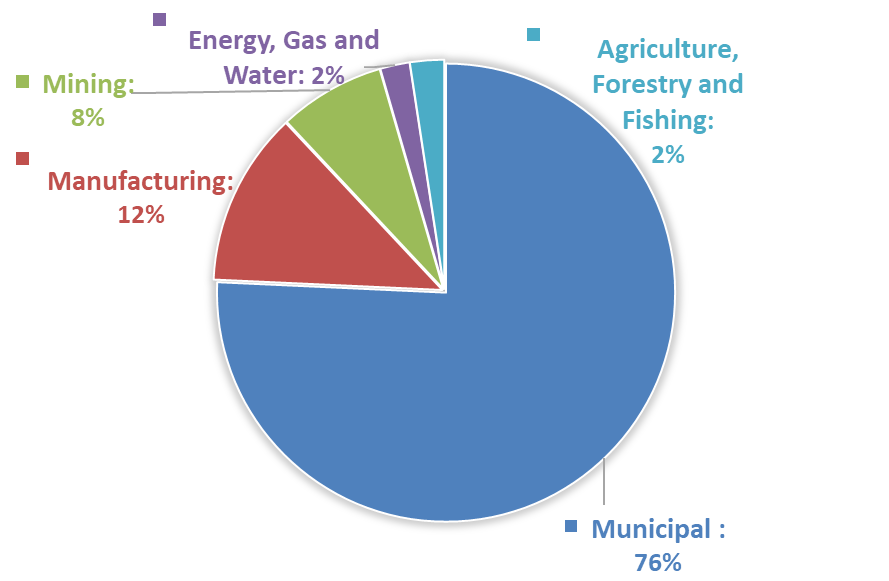 Energy, Gas and
Water: 2%
Agriculture,
Forestry and
Fishing:
2%
Mining:
8%
Manufacturing:
12%
Municipal :
76%